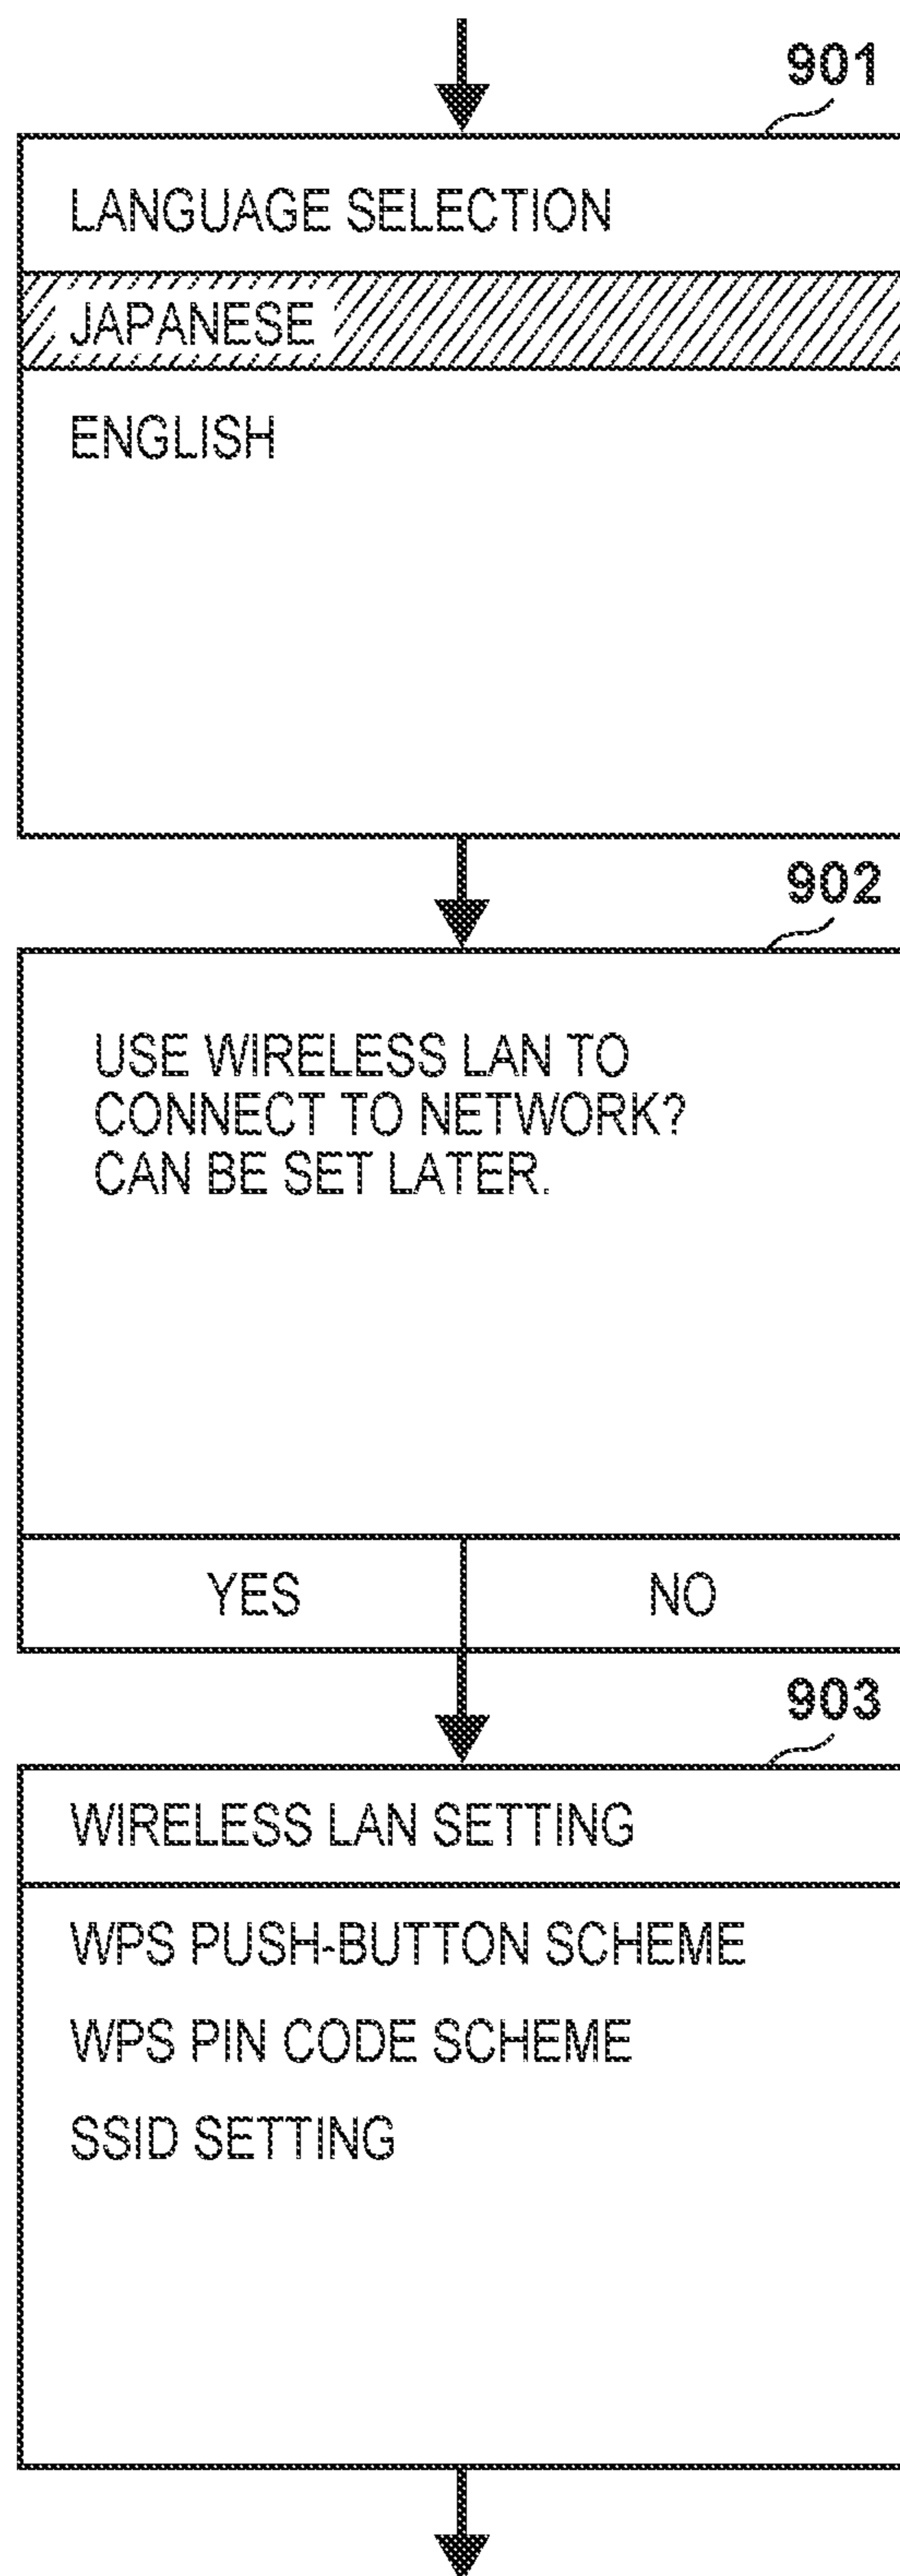 901
LANGUAGE SELECTION
JAPANESE
ENGLISH
902
USE WIRELESS LAN TO
CONNECT TO NETWORK?
CAN BE SET LATER.
YES NO
903
WIRELESS LAN SETTING
WPS PUSH-BUTTON SCHEME
WPS PIN CODE SCHEME
SSID SETTING